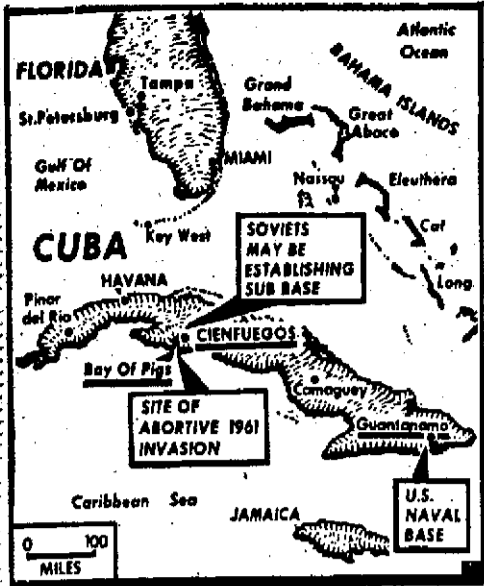 Atlantic
Ocean
BAHAMA ISLANDS
FLORIDA
Tampa
St. Petersburg
Grand
Bahama
Great
Abaco
Gulf Of
Mexico
MIAMI
Nassau
Eleuthera
Key West
Cat
CUBA
SOVIETS
MAY BE
ESTABLISHING
SUB BASE
Long
HAVANA
Pinar
del Rio
CIENFUEGOS
Bay Of Pigs
Camaguey
SITE OF
ABORTIVE 1961
INVASION
Guantanamo
U.S.
NAVAL
BASE
Caribbean Sea
JAMAICA
0 100
MILES